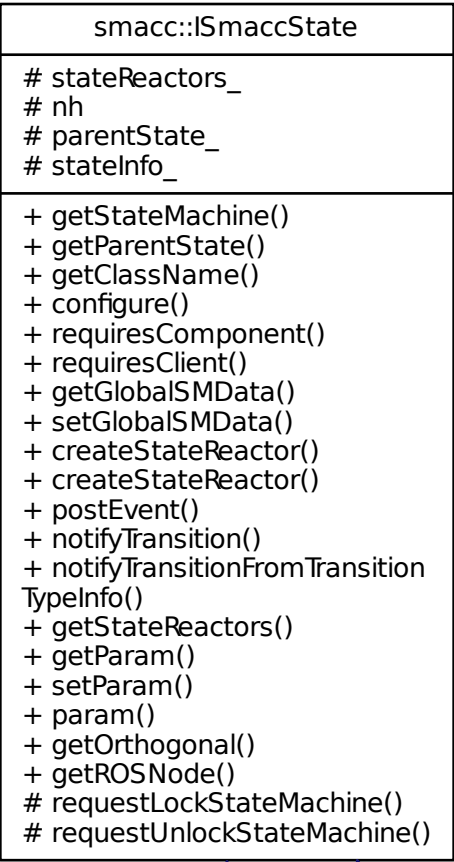 smacc::ISmaccState
# stateReactors_
# nh
# parentState_
# stateInfo_
+ getStateMachine()
+ getParentState()
+ getClassName()
+ configure()
+ requiresComponent()
+ requiresClient()
+ getGlobalSMData()
+ setGlobalSMData()
+ createStateReactor()
+ createStateReactor()
+ postEvent()
+ notifyTransition()
+ notifyTransitionFromTransition
TypeInfo()
+ getStateReactors()
+ getParam()
+ setParam()
+ param()
+ getOrthogonal()
+ getROSNode()
# requestLockStateMachine()
# requestUnlockStateMachine()